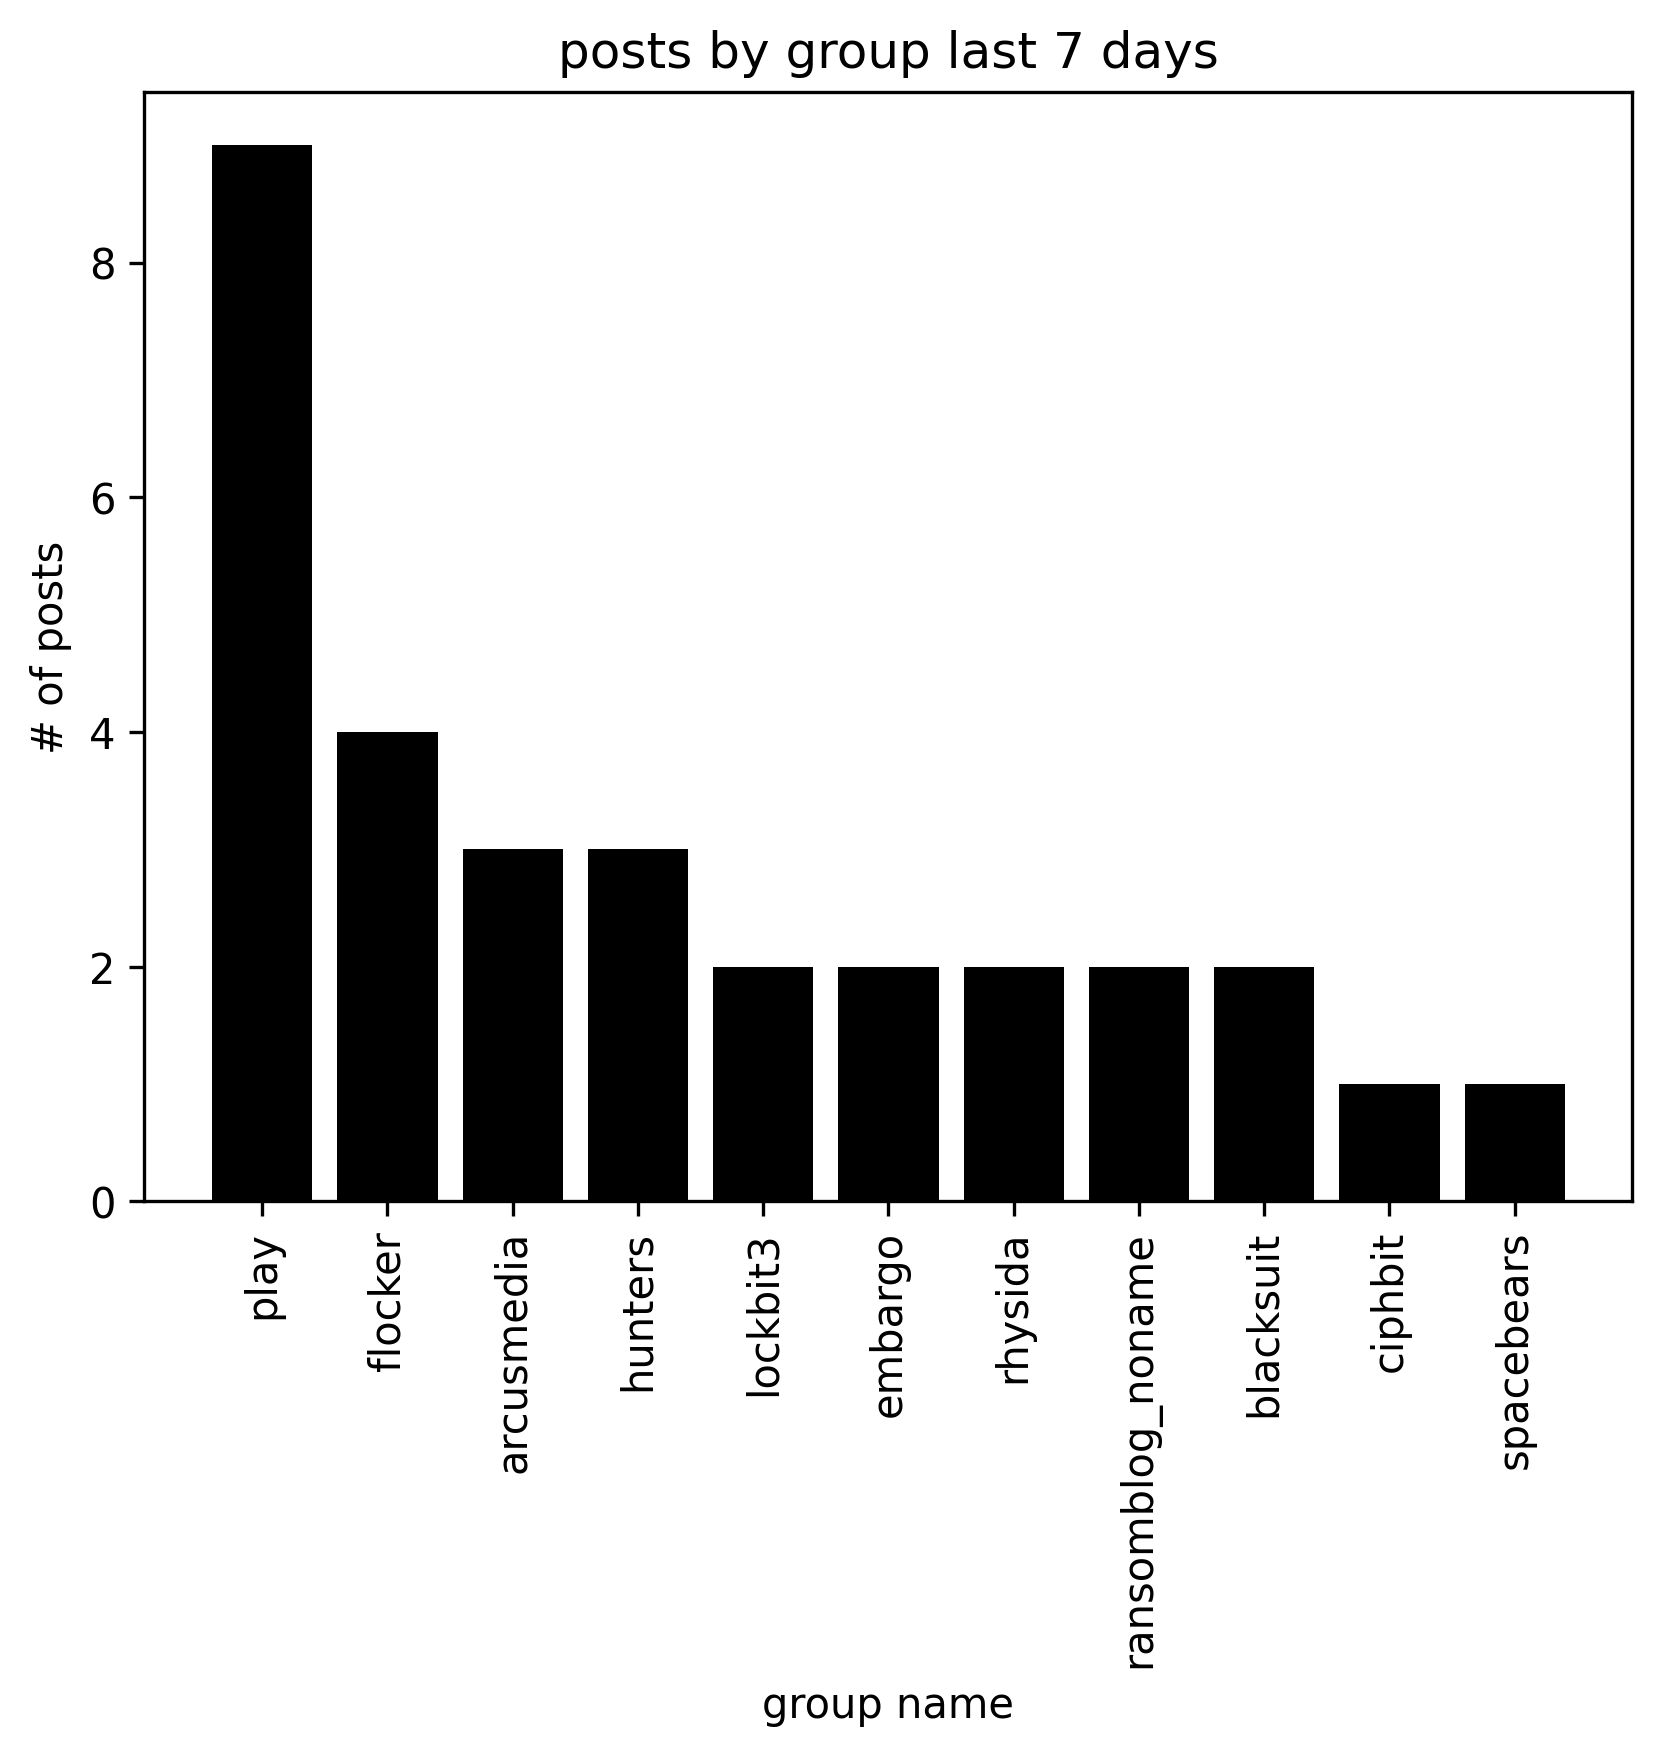 posts by group last 7 days
# of posts
8
6
4
2
0
play
flocker
arcusmedia
hunters
lockbit3
embargo
rhysida
ransomblog_noname
blacksuit
ciphbit
spacebears
group name